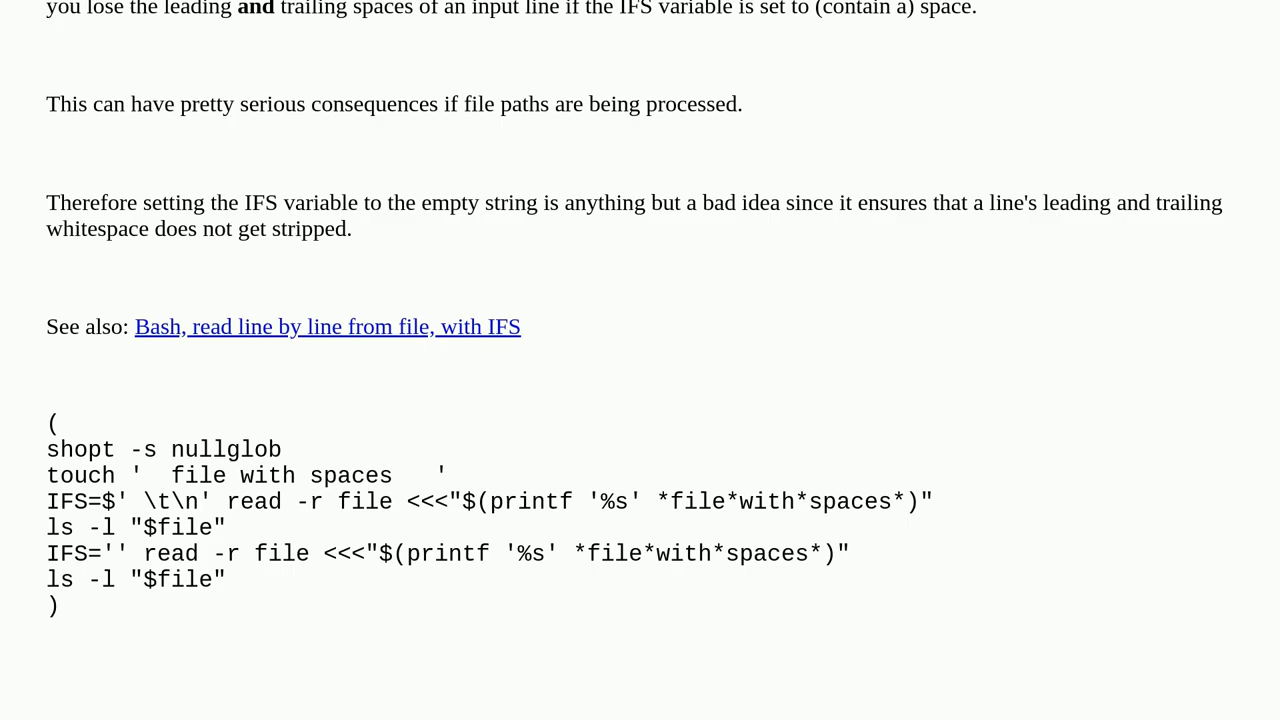 you lose the leading and trailing spaces of an input line if the IFS variable is set to (contain a) space.
This can have pretty serious consequences if file paths are being processed.
Therefore setting the IFS variable to the empty string is anything but a bad idea since it ensures that a line's leading and trailing
whitespace does not get stripped.
See also: Bash, read line by line from file, with IFS
(
shopt -s nullglob
touch '  file with spaces   '
IFS=$' \t\n' read -r file <<<"$(printf '%s' *file*with*spaces*)"
ls -l "$file"
IFS='' read -r file <<<"$(printf '%s' *file*with*spaces*)"
ls -l "$file"
)